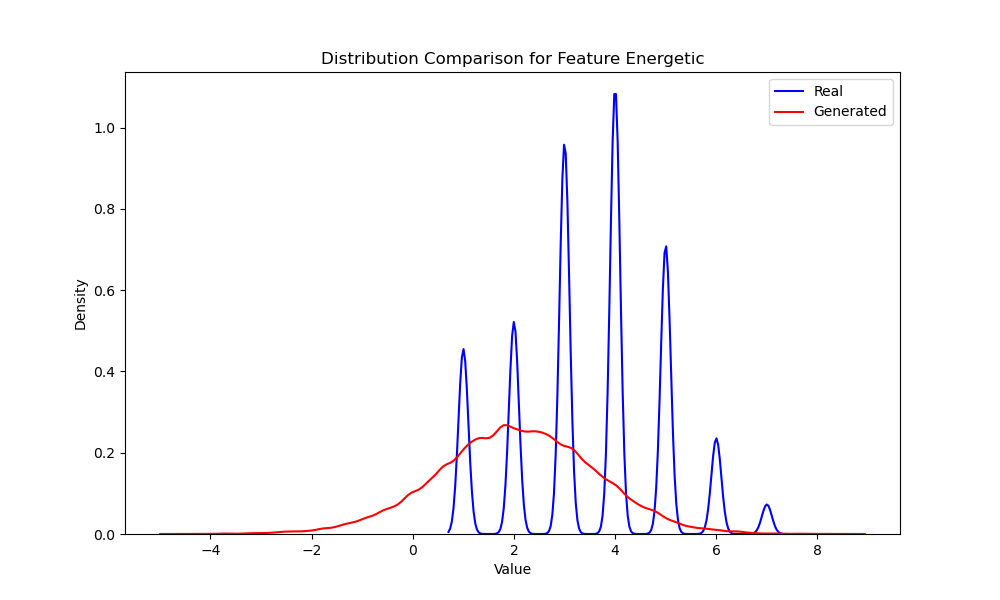 Distribution Comparison for Feature Energetic
Real
Generated
1.0
0.8
0.6
0.4
0.2
0.0
Density
−4
−2
0
2
4
6
8
Value